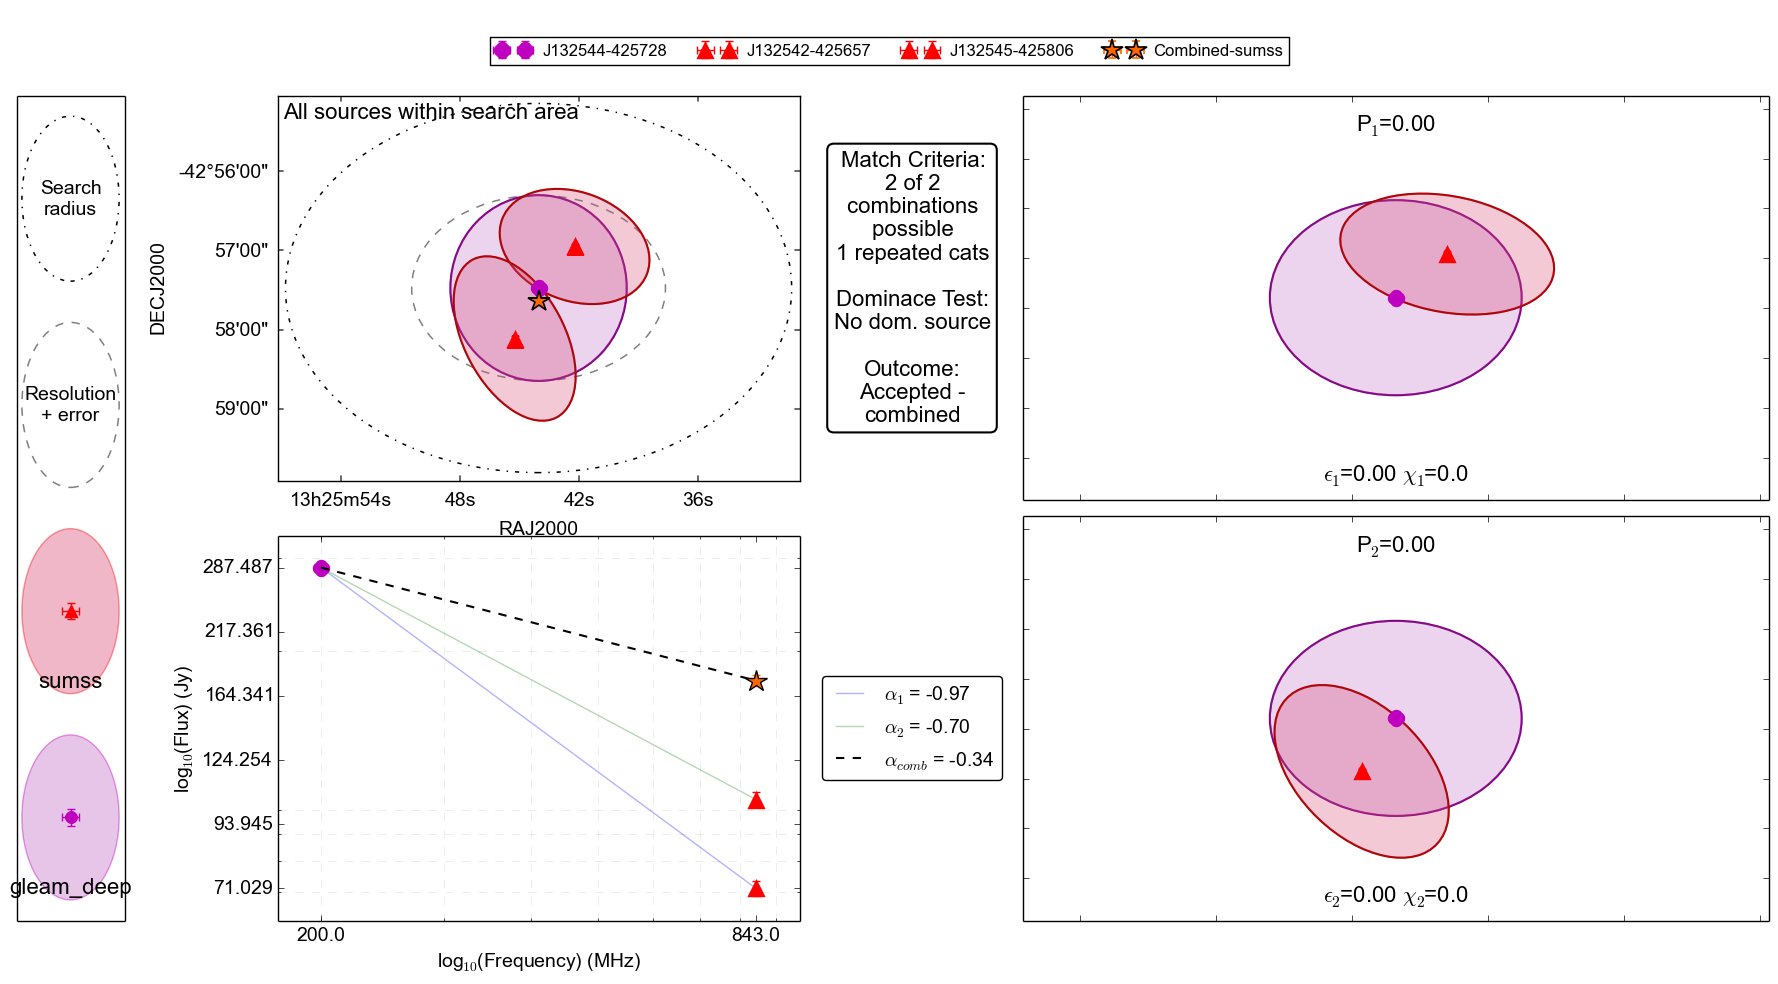 J132544-425728 J132542-425657 J132545-425806 Combined-sumss
Search
radius
Resolution
+ error
sumss
gleam_deep
All sources within search area
DECJ2000
-42°56'00"
57'00"
58'00"
59'00"
13h25m54s 48s 42s 36s
RAJ2000
Match Criteria:
2 of 2
combinations
possible
1 repeated cats
Dominace Test:
No dom. source
Outcome:
Accepted -
combined
P₁=0.00
ϵ₁=0.00 χ₁=0.0
P₂=0.00
ϵ₂=0.00 χ₂=0.0
log₁₀(Flux) (Jy)
287.487
217.361
164.341
124.254
93.945
71.029
200.0 843.0
log₁₀(Frequency) (MHz)
α₁ = -0.97
α₂ = -0.70
α_comb = -0.34